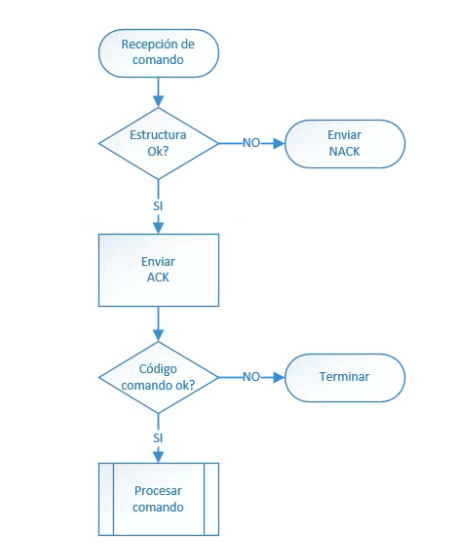 Recepción de
comando
Estructura
Ok?
NO
Enviar
NACK
SI
Enviar
ACK
Código
comando ok?
NO
Terminar
SI
Procesar
comando